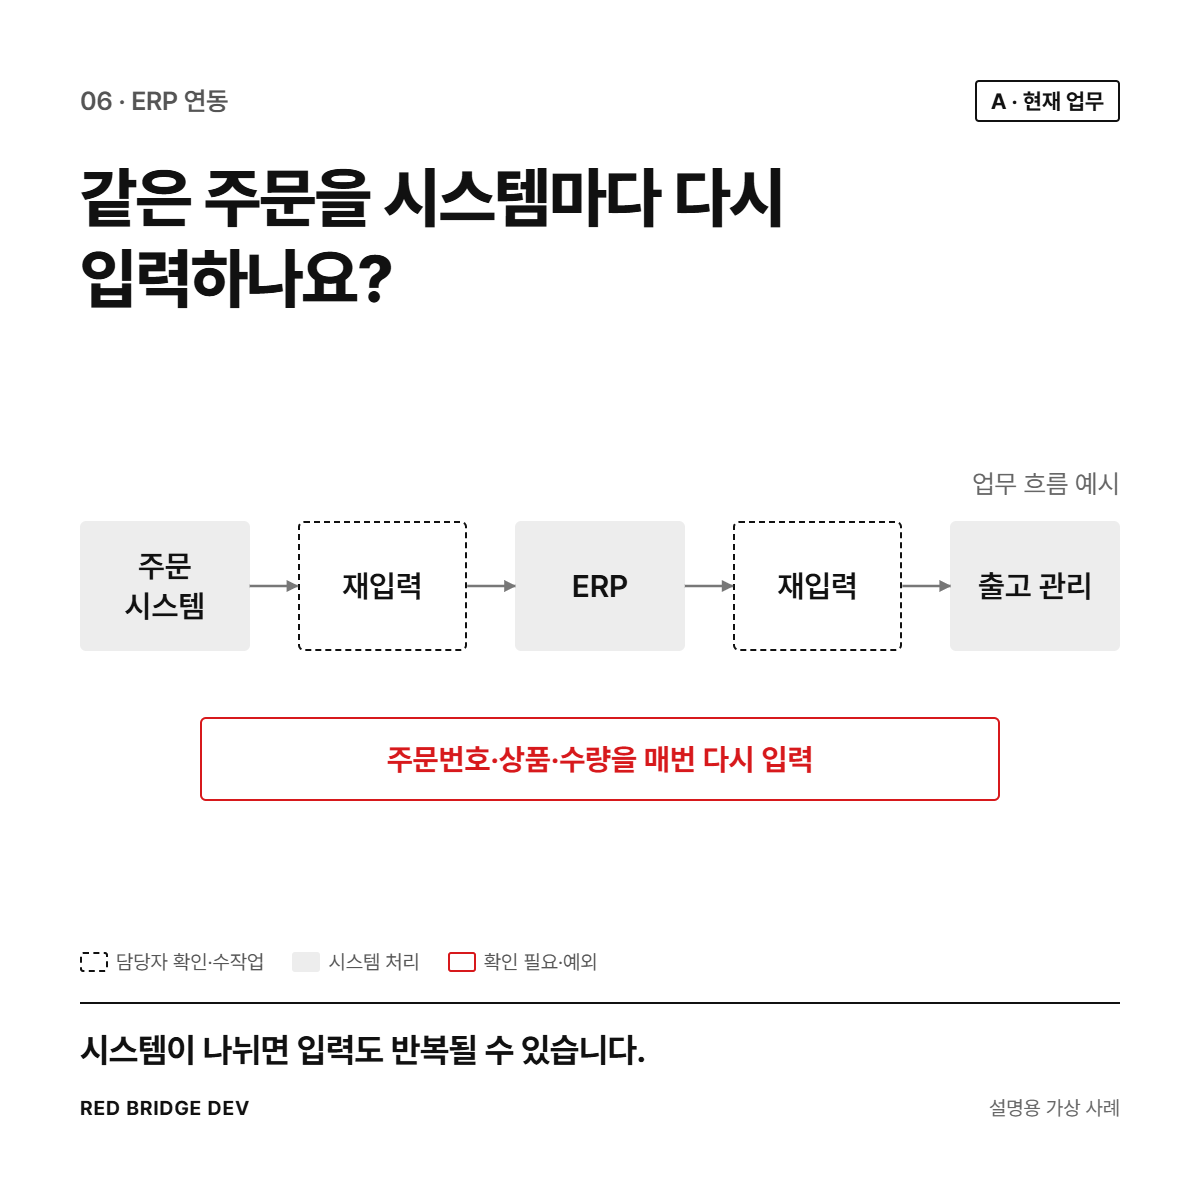 06 · ERP 연동
A · 현재 업무
같은 주문을 시스템마다 다시
입력하나요?
업무 흐름 예시
주문
시스템
재입력
ERP
재입력
출고 관리
주문번호·상품·수량을 매번 다시 입력
담당자 확인·수작업
시스템 처리
확인 필요·예외
시스템이 나뉘면 입력도 반복될 수 있습니다.
RED BRIDGE DEV
설명용 가상 사례